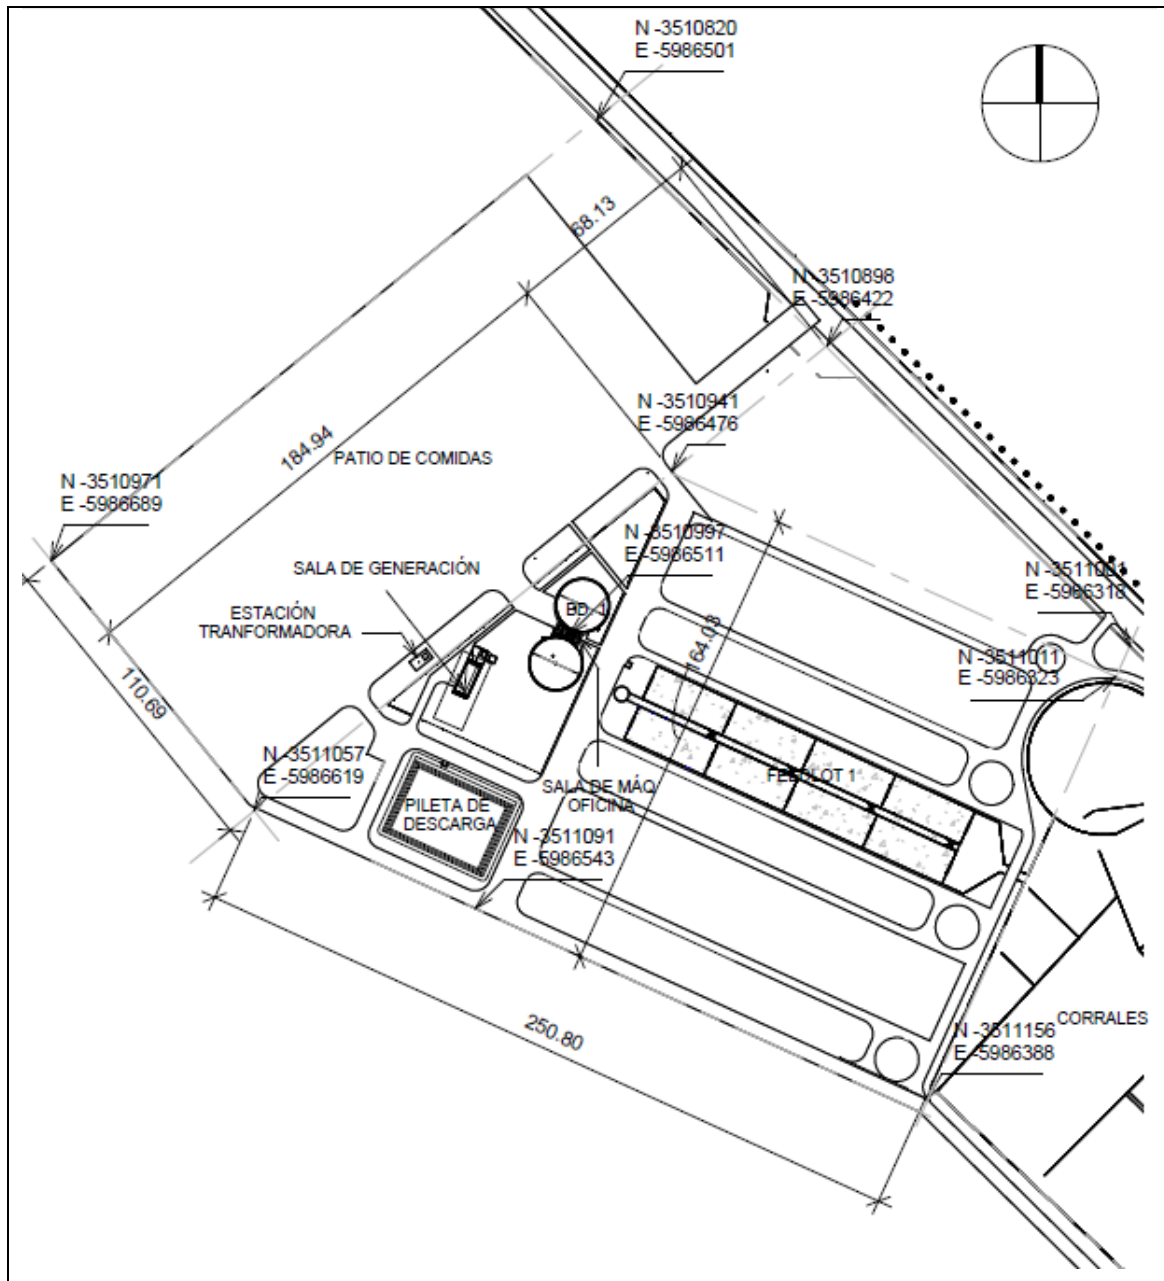 N -3510820
E -5986501
68.13
N -3510898
E -5986422
N -3510941
E -5986476
184.94
PATIO DE COMIDAS
N -3510971
E -5986689
N -3510997
E -5986511
SALA DE GENERACIÓN
ESTACIÓN
TRANFORMADORA
BD. 1
E -5986318
164.03
N -3511011
E -5986323
110.69
N -3511057
E -5986619
FEEDLOT 1
SALA DE MÁQ
OFICINA
PILETA DE
DESCARGA
N -3511091
E -5986543
250.80
CORRALES
N -3511156
E -5986388